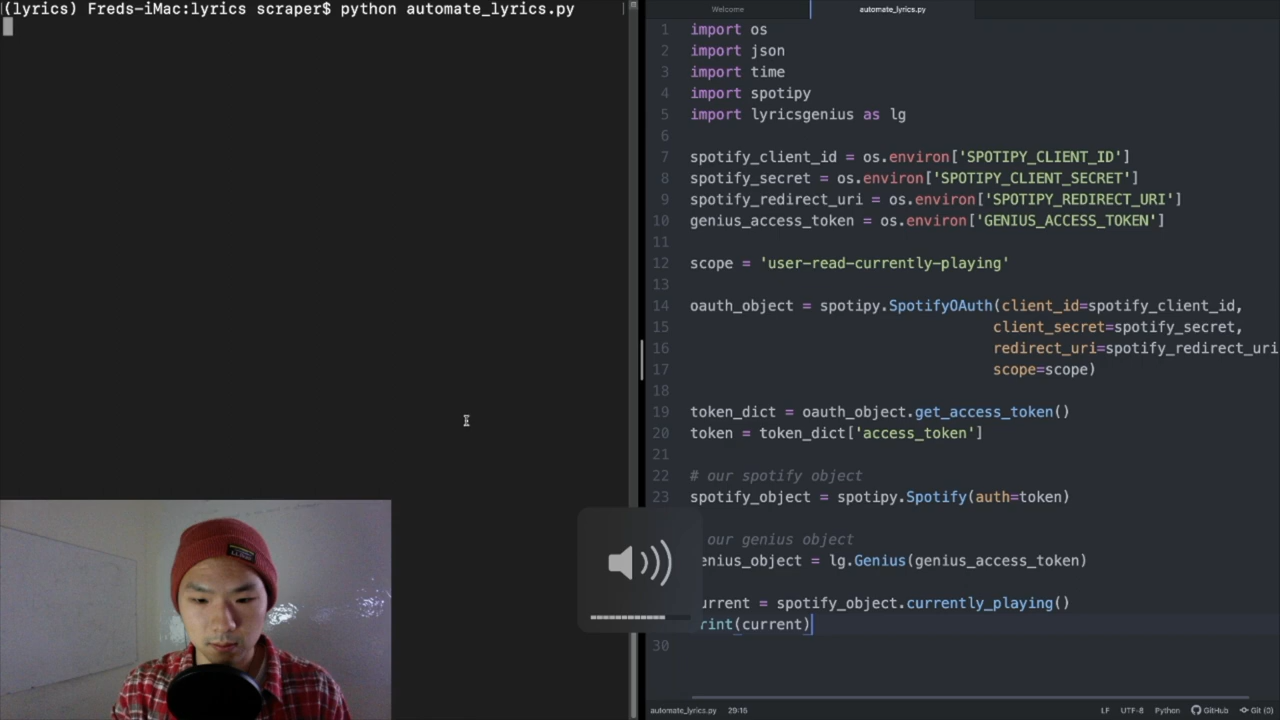 (lyrics) Freds-iMac:lyrics scraper$ python automate_lyrics.py
Welcome
automate_lyrics.py
1 import os
2 import json
3 import time
4 import spotipy
5 import lyricsgenius as lg
6
7 spotify_client_id = os.environ['SPOTIPY_CLIENT_ID']
8 spotify_secret = os.environ['SPOTIPY_CLIENT_SECRET']
9 spotify_redirect_uri = os.environ['SPOTIPY_REDIRECT_URI']
10 genius_access_token = os.environ['GENIUS_ACCESS_TOKEN']
11
12 scope = 'user-read-currently-playing'
13
14 oauth_object = spotipy.SpotifyOAuth(client_id=spotify_client_id,
15 client_secret=spotify_secret,
16 redirect_uri=spotify_redirect_uri
17 scope=scope)
18
19 token_dict = oauth_object.get_access_token()
20 token = token_dict['access_token']
21
22 # our spotify object
23 spotify_object = spotipy.Spotify(auth=token)
our genius object
enius_object = lg.Genius(genius_access_token)
urrent = spotify_object.currently_playing()
rint(current)
30
automate_lyrics.py 29:16 LF UTF-8 Python GitHub Git (0)